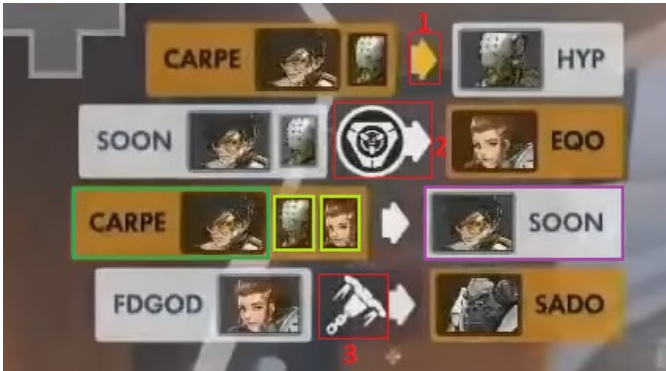 1
CARPE HYP
SOON 2 EQO
CARPE SOON
FDGOD SADO
3